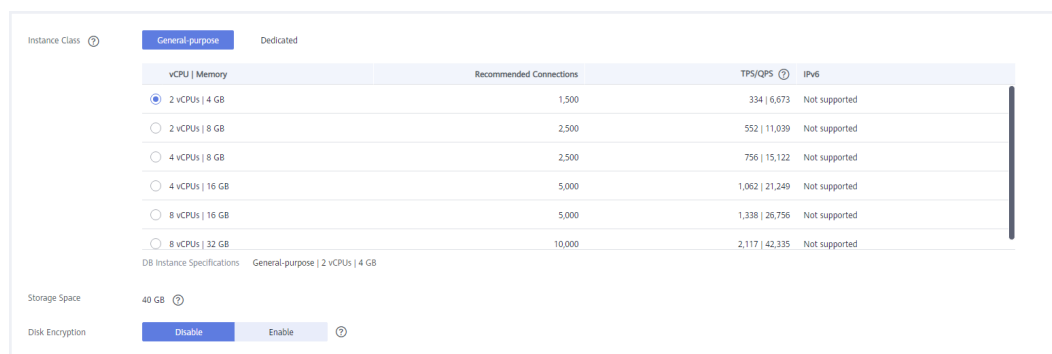 Instance Class ? General-purpose Dedicated
vCPU | Memory Recommended Connections TPS/QPS ? IPv6
2 vCPUs | 4 GB 1,500 334 | 6,673 Not supported
2 vCPUs | 8 GB 2,500 552 | 11,039 Not supported
4 vCPUs | 8 GB 2,500 756 | 15,122 Not supported
4 vCPUs | 16 GB 5,000 1,062 | 21,249 Not supported
8 vCPUs | 16 GB 5,000 1,338 | 26,756 Not supported
8 vCPUs | 32 GB 10,000 2,117 | 42,335 Not supported
DB Instance Specifications General-purpose | 2 vCPUs | 4 GB
Storage Space 40 GB ?
Disk Encryption Disable Enable ?